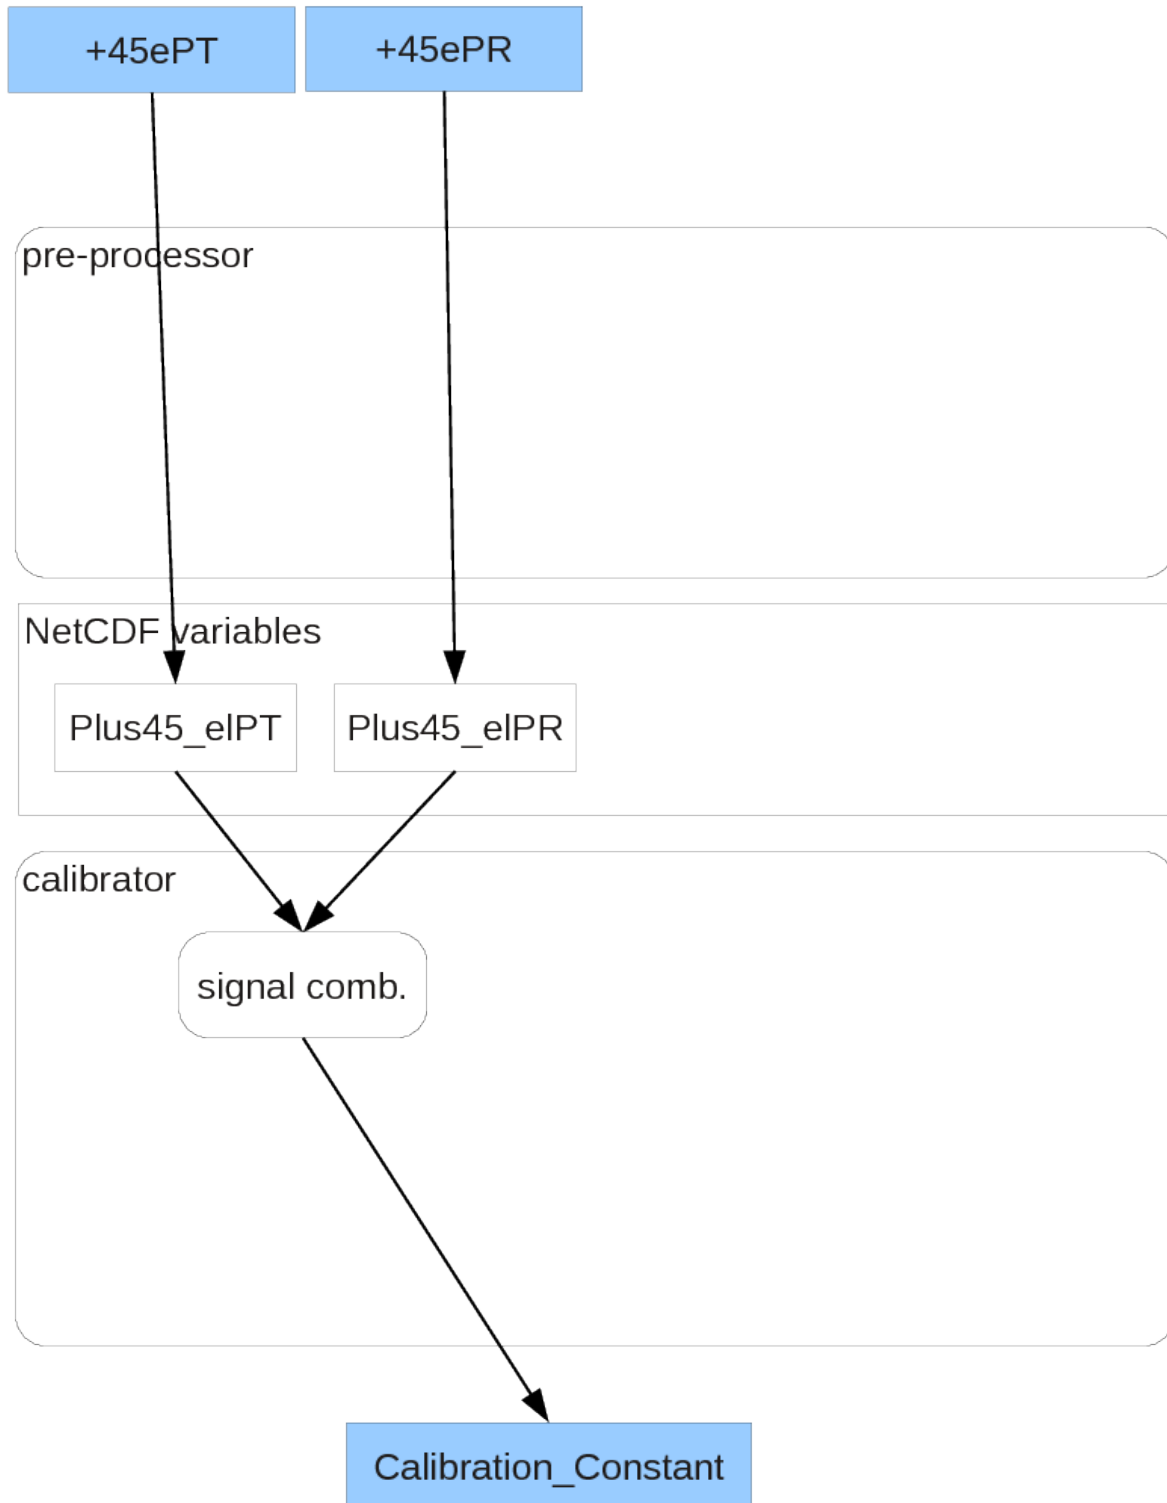 +45ePT
+45ePR
pre-processor
NetCDF variables
Plus45_elPT
Plus45_elPR
calibrator
signal comb.
Calibration_Constant